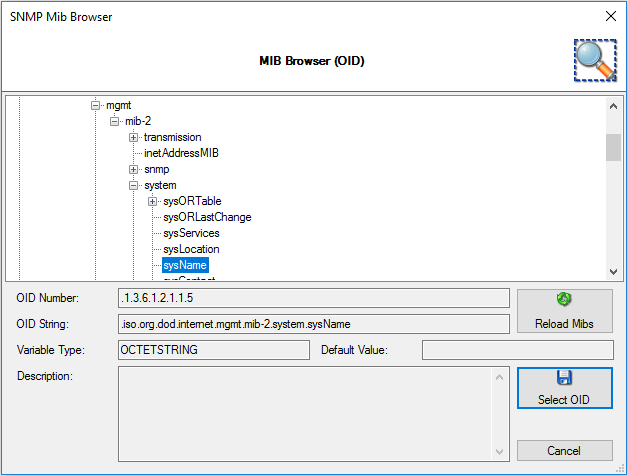 SNMP Mib Browser
MIB Browser (OID)
mgmt
mib-2
transmission
inetAddressMIB
snmp
system
sysORTable
sysORLastChange
sysServices
sysLocation
sysName
sysContact
OID Number: .1.3.6.1.2.1.1.5
OID String: .iso.org.dod.internet.mgmt.mib-2.system.sysName
Reload Mibs
Variable Type: OCTETSTRING Default Value:
Description:
Select OID
Cancel